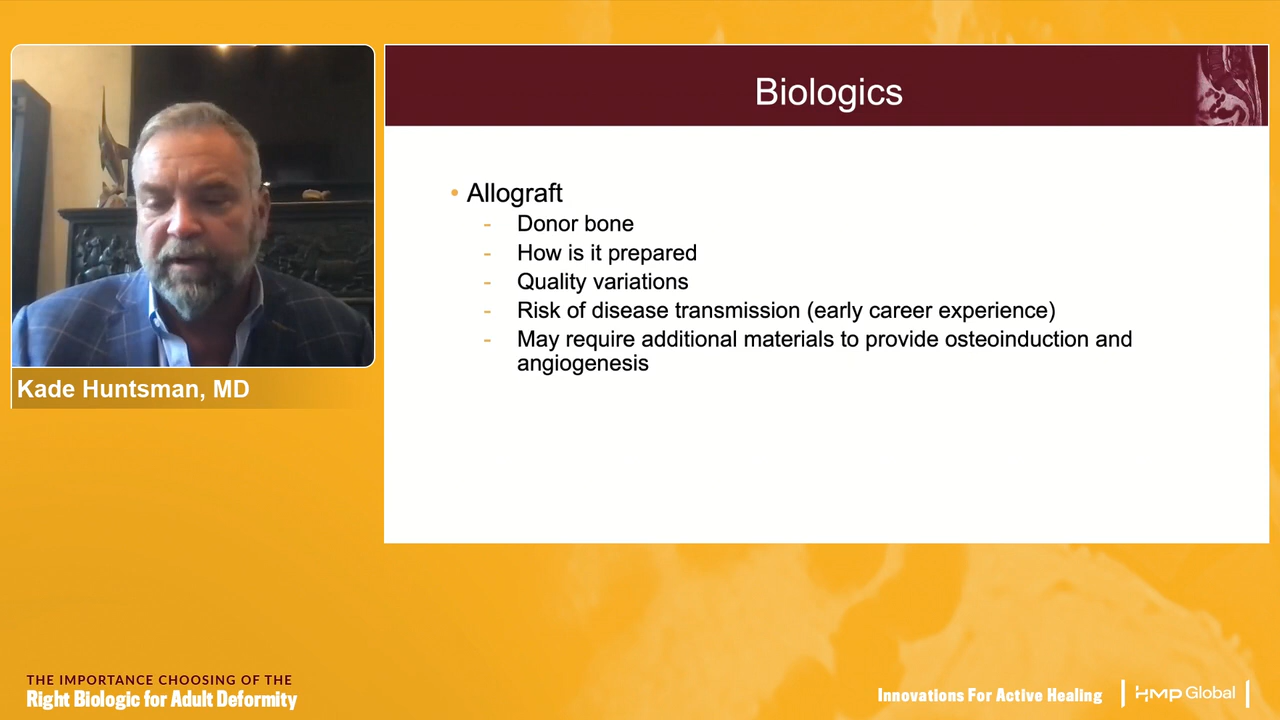 Biologics
• Allograft
- Donor bone
- How is it prepared
- Quality variations
- Risk of disease transmission (early career experience)
- May require additional materials to provide osteoinduction and
angiogenesis
Kade Huntsman, MD
THE IMPORTANCE CHOOSING OF THE
Right Biologic for Adult Deformity
Innovations For Active Healing
HMP Global